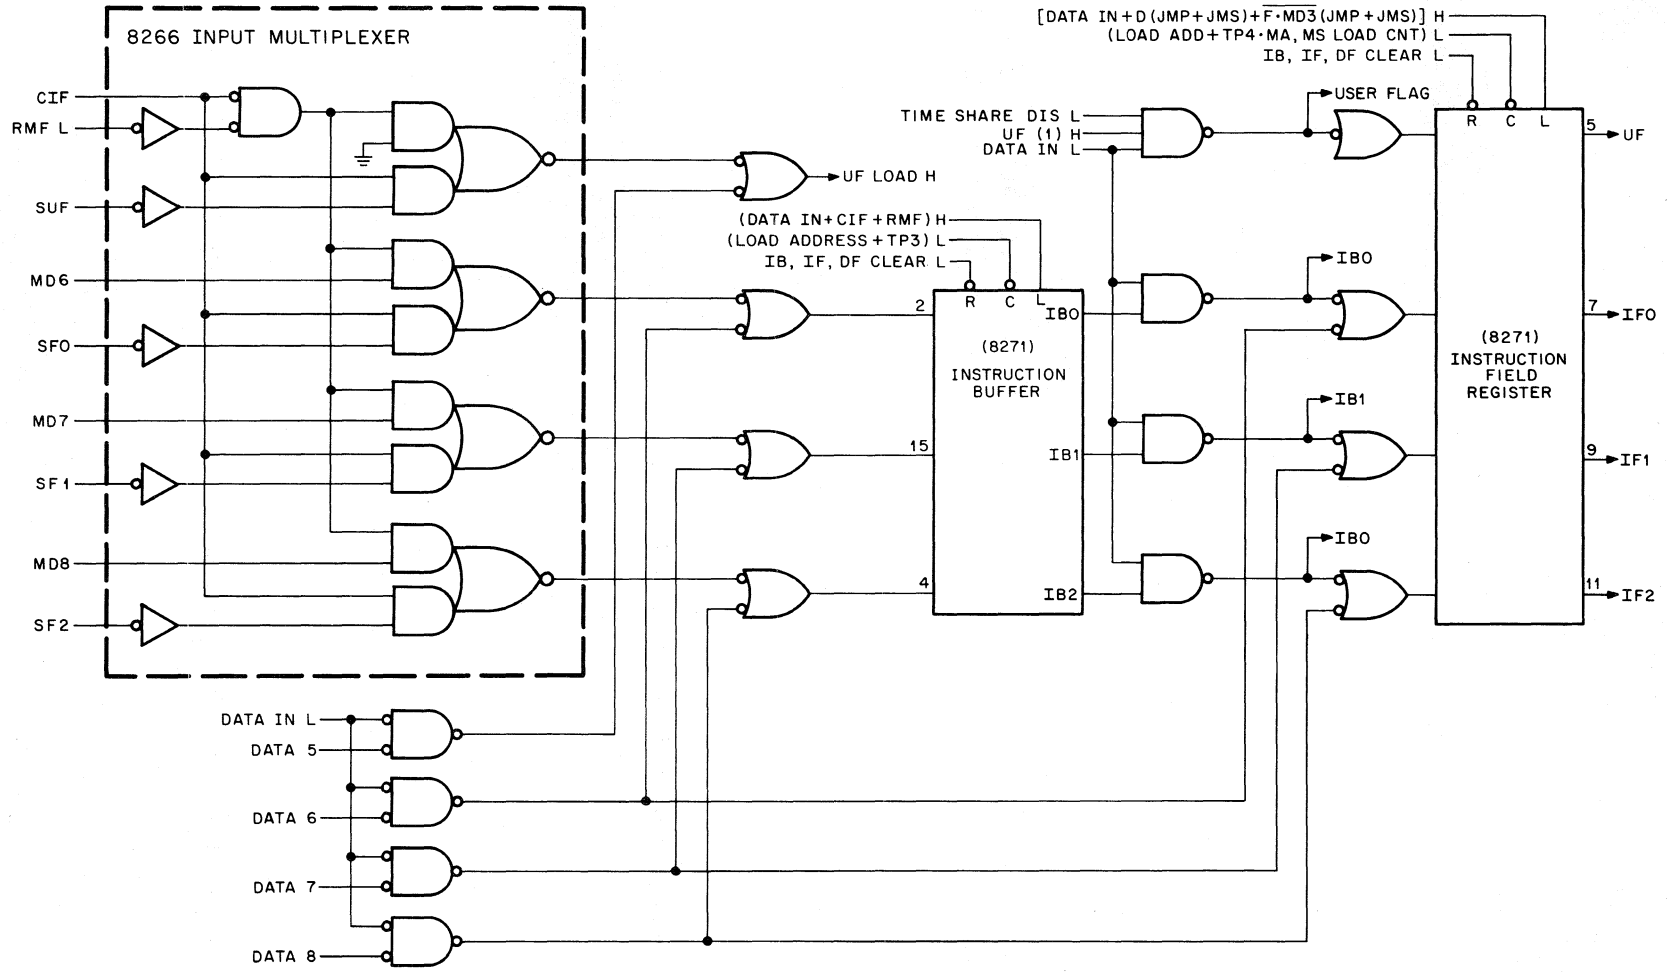 8266 INPUT MULTIPLEXER
CIF
RMF L
SUF
MD6
SF0
MD7
SF1
MD8
SF2
DATA IN L
DATA 5
DATA 6
DATA 7
DATA 8
UF LOAD H
(DATA IN+CIF+RMF) H
(LOAD ADDRESS+TP3) L
IB, IF, DF CLEAR L
R C L
2
15
4
IB0
IB1
IB2
(8271)
INSTRUCTION
BUFFER
TIME SHARE DIS L
UF (1) H
DATA IN L
USER FLAG
IB0
IB1
IB0
[DATA IN+D(JMP+JMS)+F·MD3(JMP+JMS)] H
(LOAD ADD+TP4·MA, MS LOAD CNT) L
IB, IF, DF CLEAR L
R C L
(8271)
INSTRUCTION
FIELD
REGISTER
5 UF
7 IF0
9 IF1
11 IF2